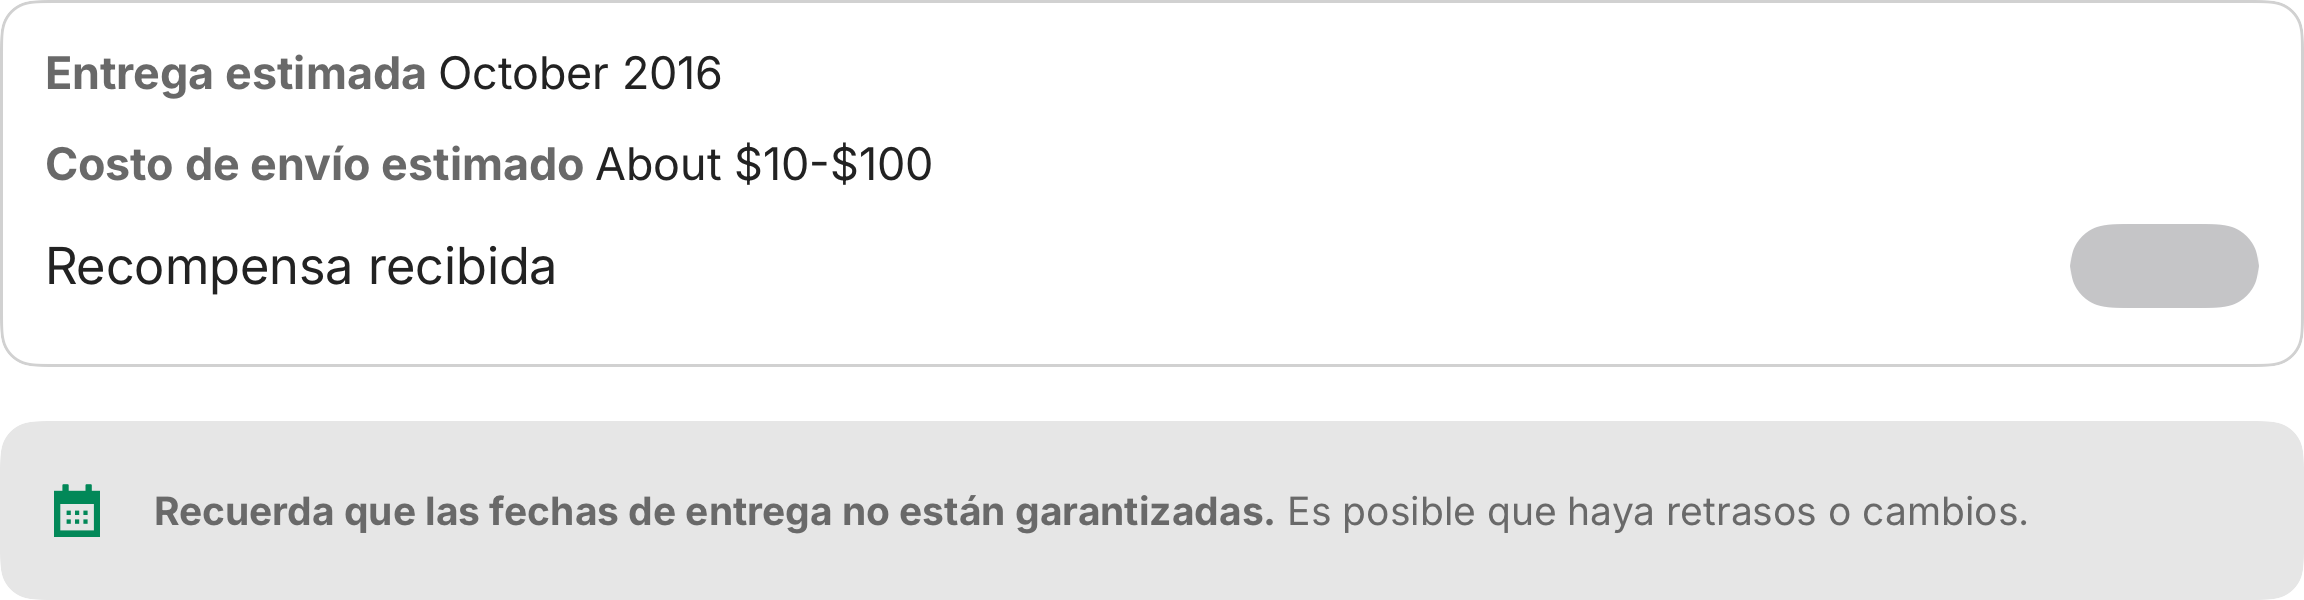 Entrega estimada October 2016
Costo de envío estimado About $10-$100
Recompensa recibida
Recuerda que las fechas de entrega no están garantizadas. Es posible que haya retrasos o cambios.